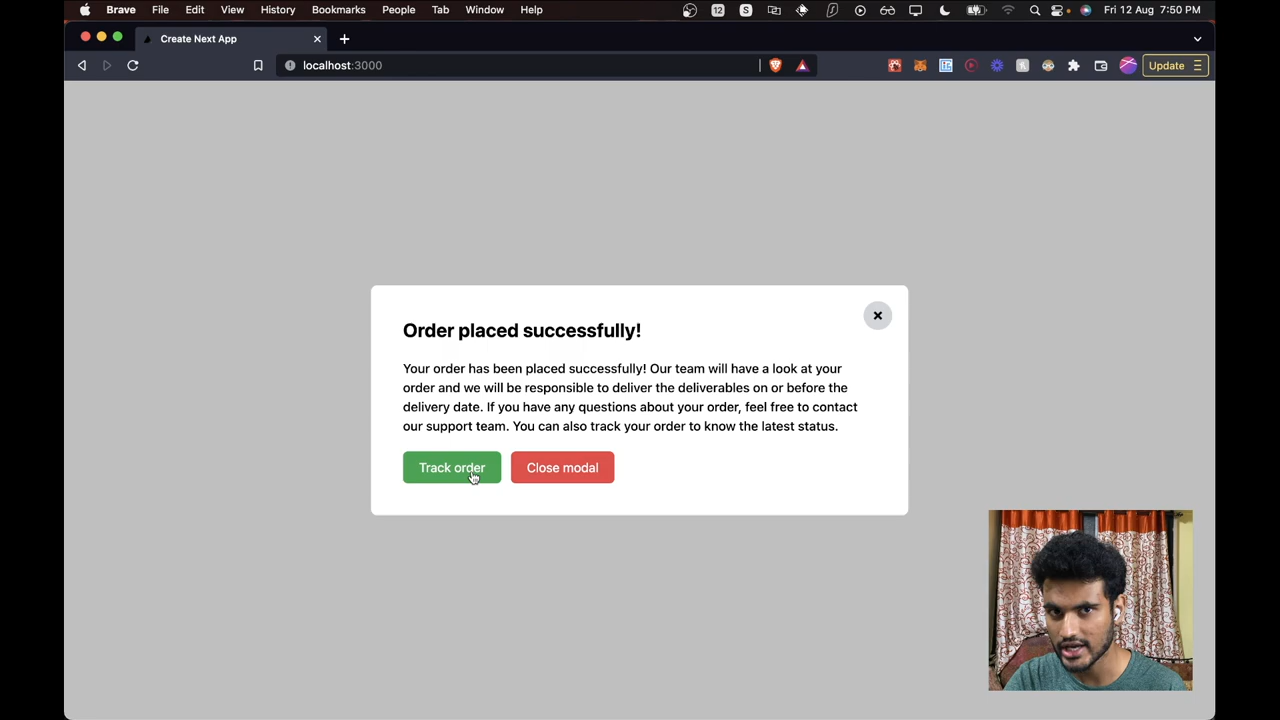 Brave File Edit View History Bookmarks People Tab Window Help 12 S Fri 12 Aug 7:50 PM
Create Next App
localhost:3000 Update
Order placed successfully!
Your order has been placed successfully! Our team will have a look at your
order and we will be responsible to deliver the deliverables on or before the
delivery date. If you have any questions about your order, feel free to contact
our support team. You can also track your order to know the latest status.
Track order Close modal